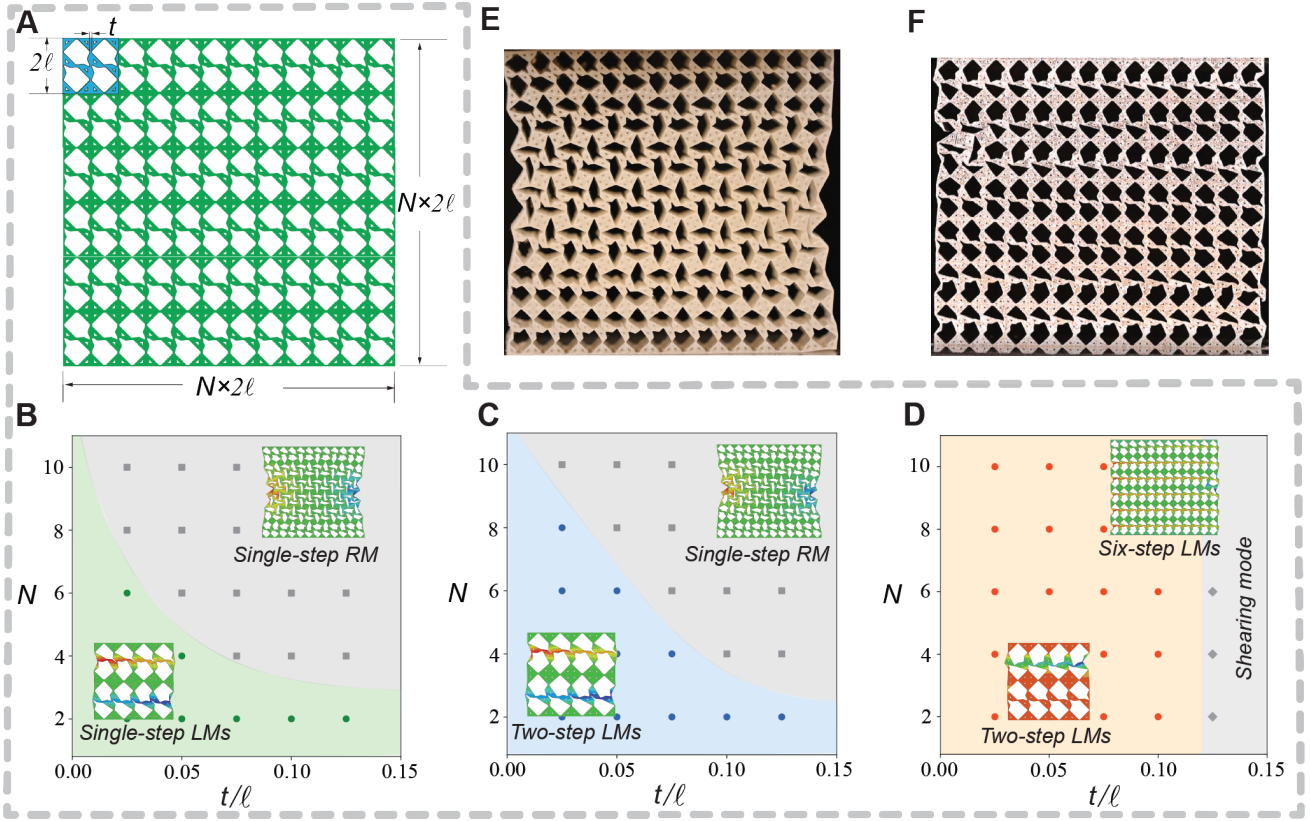 A
t
2ℓ
N×2ℓ
N×2ℓ
E
F
B
10
8
6
4
2
N
Single-step RM
Single-step LMs
0.00
0.05
0.10
0.15
t/ℓ
C
10
8
6
4
2
N
Single-step RM
Two-step LMs
0.00
0.05
0.10
0.15
t/ℓ
D
10
8
6
4
2
N
Six-step LMs
Two-step LMs
Shearing mode
0.00
0.05
0.10
0.15
t/ℓ